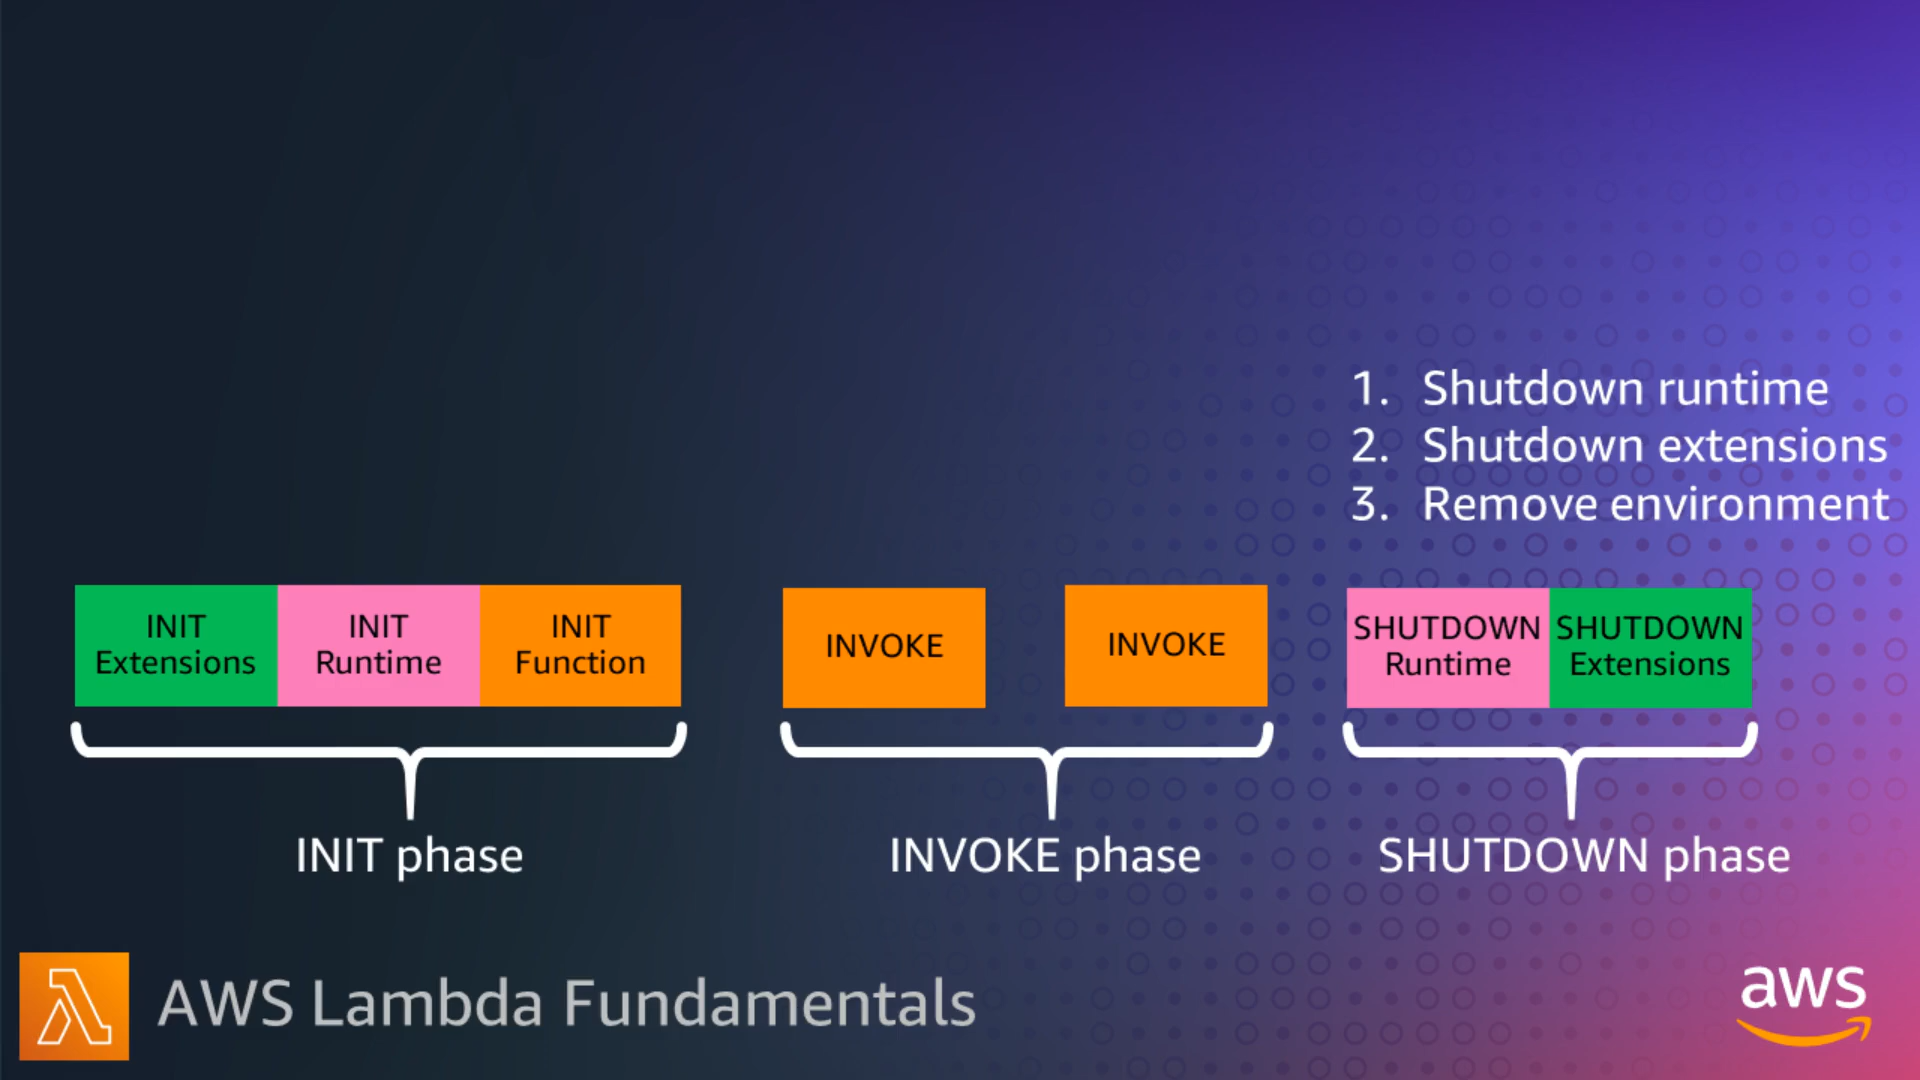 1. Shutdown runtime
2. Shutdown extensions
3. Remove environment
INIT
Extensions
INIT
Runtime
INIT
Function
INVOKE
INVOKE
SHUTDOWN
Runtime
SHUTDOWN
Extensions
INIT phase
INVOKE phase
SHUTDOWN phase
AWS Lambda Fundamentals
aws